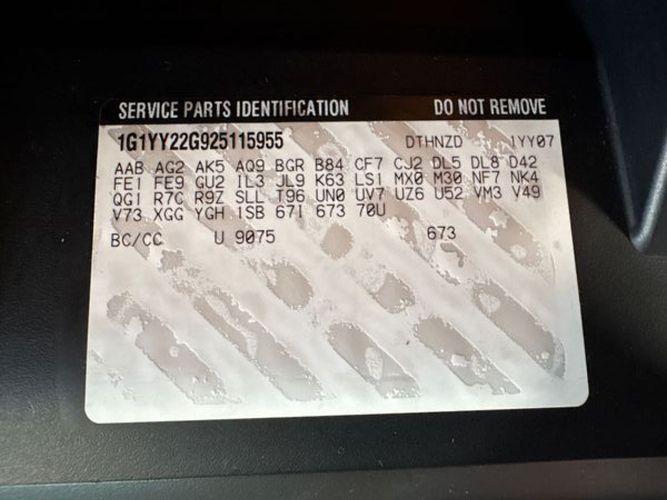 SERVICE PARTS IDENTIFICATION DO NOT REMOVE
1G1YY22G925115955 DTHNZD 1YY07
AAB AG2 AK5 AQ9 BGR B84 CF7 CJ2 DL5 DL8 D42
FE1 FE9 GU2 IL3 JL9 K63 LS1 MX0 M30 NF7 NK4
QG1 R7C R9Z SLL T96 UN0 UV7 UZ6 U52 VM3 V49
V73 XGG YGH 1SB 67I 673 70U
BC/CC U 9075 673